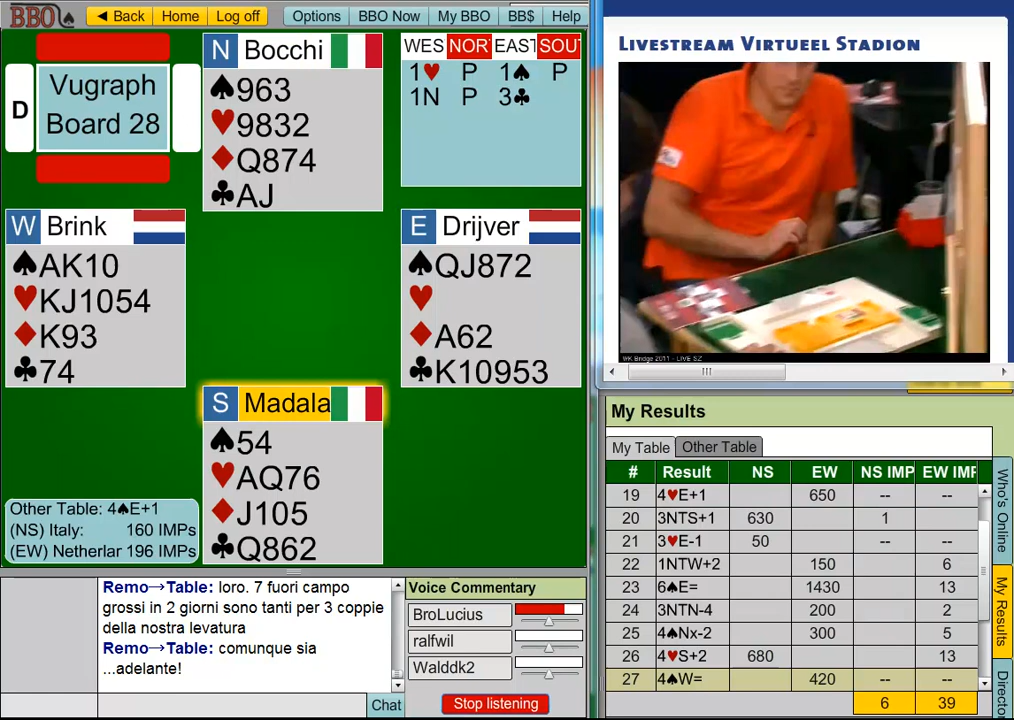 BBO ◄ Back Home Log off Options BBO Now My BBO BB$ Help
D
Vugraph
Board 28
N Bocchi
♠963
♥9832
♦Q874
♣AJ
WES NOR EAST SOU
1♥ P 1♠ P
1N P 3♣
W Brink
♠AK10
♥KJ1054
♦K93
♣74
E Drijver
♠QJ872
♥
♦A62
♣K10953
S Madala
♠54
♥AQ76
♦J105
♣Q862
Other Table: 4♠E+1
(NS) Italy: 160 IMPs
(EW) Netherlar 196 IMPs
Remo→Table: loro. 7 fuori campo
grossi in 2 giorni sono tanti per 3 coppie
della nostra levatura
Remo→Table: comunque sia
...adelante!
Chat
Voice Commentary
BroLucius
ralfwil
Walddk2
Stop listening
Livestream Virtueel Stadion
WK Bridge 2011 - LIVE SZ
My Results
My Table Other Table
# Result NS EW NS IMP EW IMF
19 4♥E+1 650 -- --
20 3NTS+1 630 1 --
21 3♥E-1 50 -- --
22 1NTW+2 150 6
23 6♠E= 1430 13
24 3NTN-4 200 2
25 4♠Nx-2 300 5
26 4♥S+2 680 13
27 4♠W= 420 -- --
6 39
Who's Online
My Results
Director